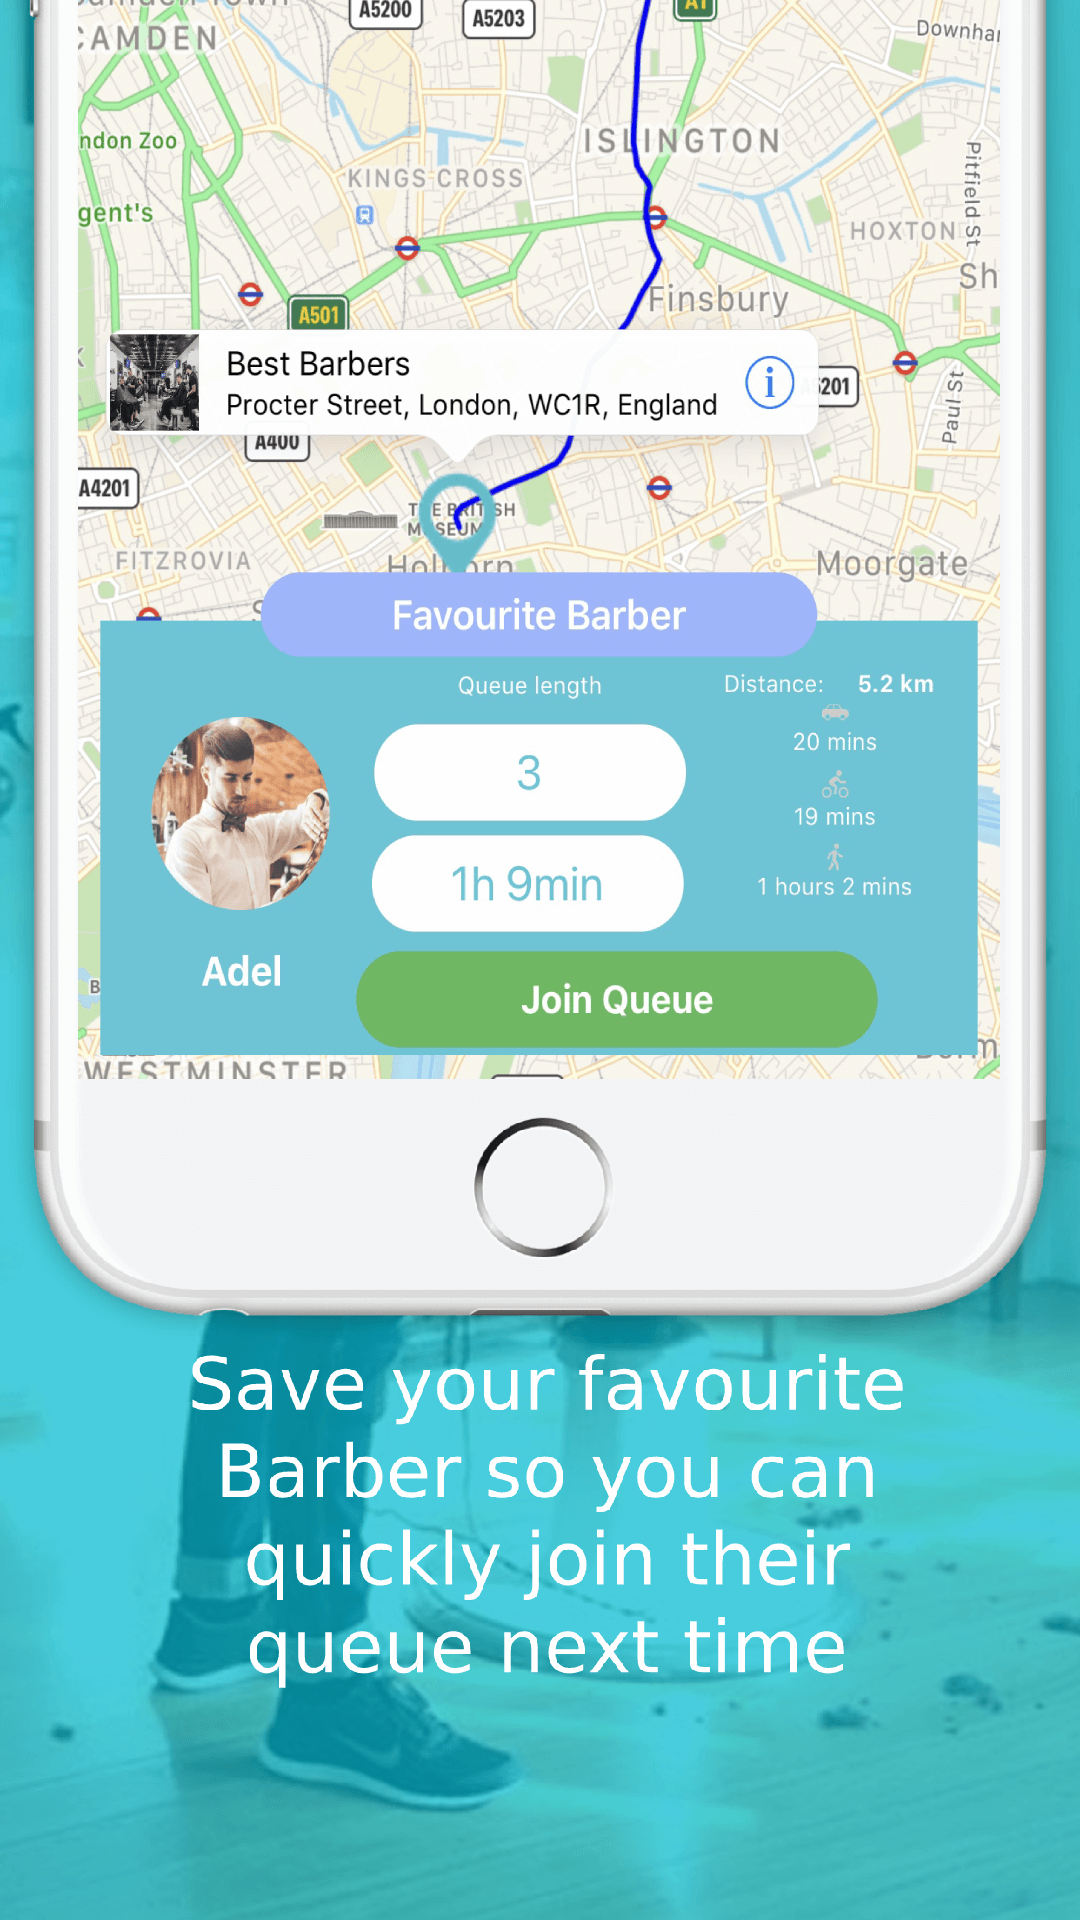 A5200
A5203
A1
CAMDEN
Downha
ndon Zoo
ISLINGTON
KINGS CROSS
Pitfield St
gent's
HOXTON
Sh
Finsbury
A501
Best Barbers
Procter Street, London, WC1R, England
i
5201
Paul St
A400
A4201
THE BRITISH
MUSEUM
FITZROVIA
Holborn
Moorgate
Favourite Barber
Queue length
Distance: 5.2 km
20 mins
3
19 mins
1h 9min
1 hours 2 mins
Adel
Join Queue
B
WESTMINSTER
Save your favourite
Barber so you can
quickly join their
queue next time